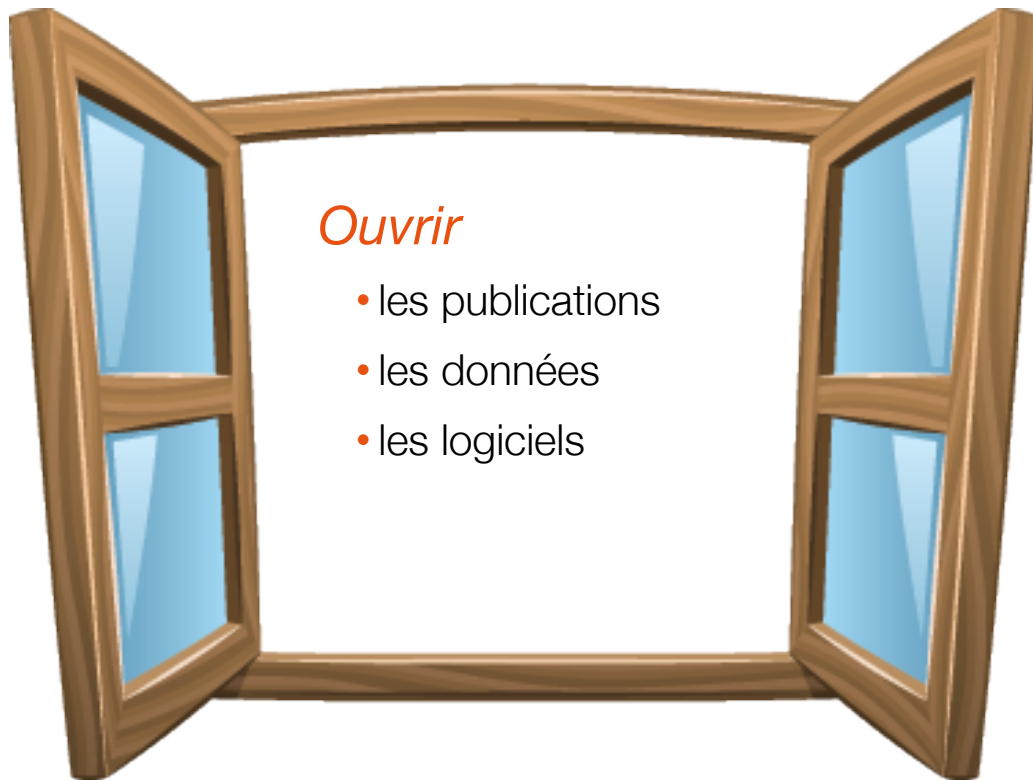 Ouvrir
• les publications
• les données
• les logiciels